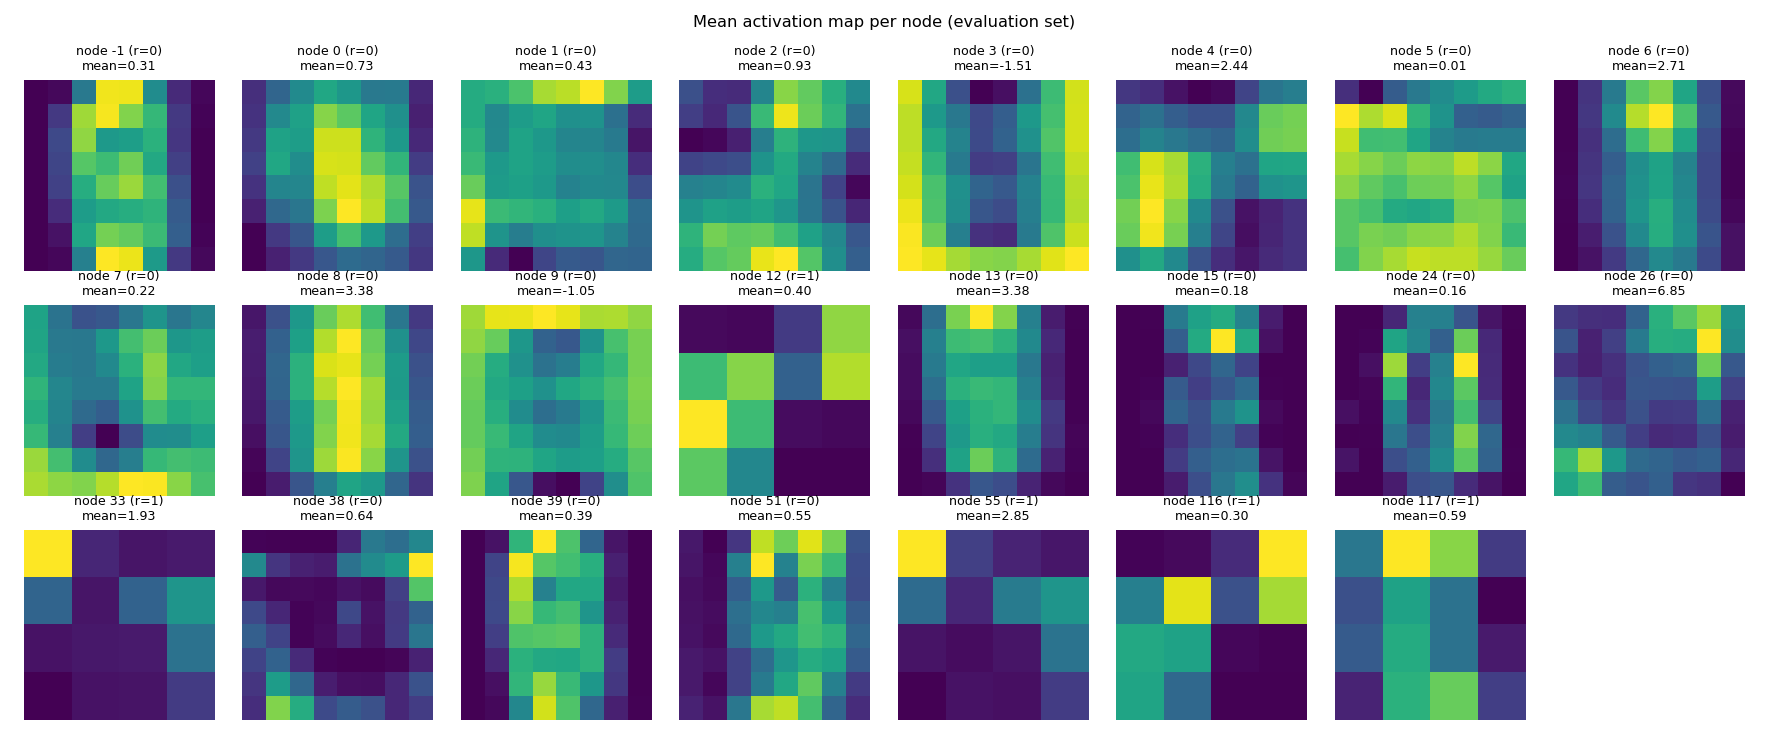 Mean activation map per node (evaluation set)
node -1 (r=0)
mean=0.31
node 0 (r=0)
mean=0.73
node 1 (r=0)
mean=0.43
node 2 (r=0)
mean=0.93
node 3 (r=0)
mean=-1.51
node 4 (r=0)
mean=2.44
node 5 (r=0)
mean=0.01
node 6 (r=0)
mean=2.71
node 7 (r=0)
mean=0.22
node 8 (r=0)
mean=3.38
node 9 (r=0)
mean=-1.05
node 12 (r=1)
mean=0.40
node 13 (r=0)
mean=3.38
node 15 (r=0)
mean=0.18
node 24 (r=0)
mean=0.16
node 26 (r=0)
mean=6.85
node 33 (r=1)
mean=1.93
node 38 (r=0)
mean=0.64
node 39 (r=0)
mean=0.39
node 51 (r=0)
mean=0.55
node 55 (r=1)
mean=2.85
node 116 (r=1)
mean=0.30
node 117 (r=1)
mean=0.59